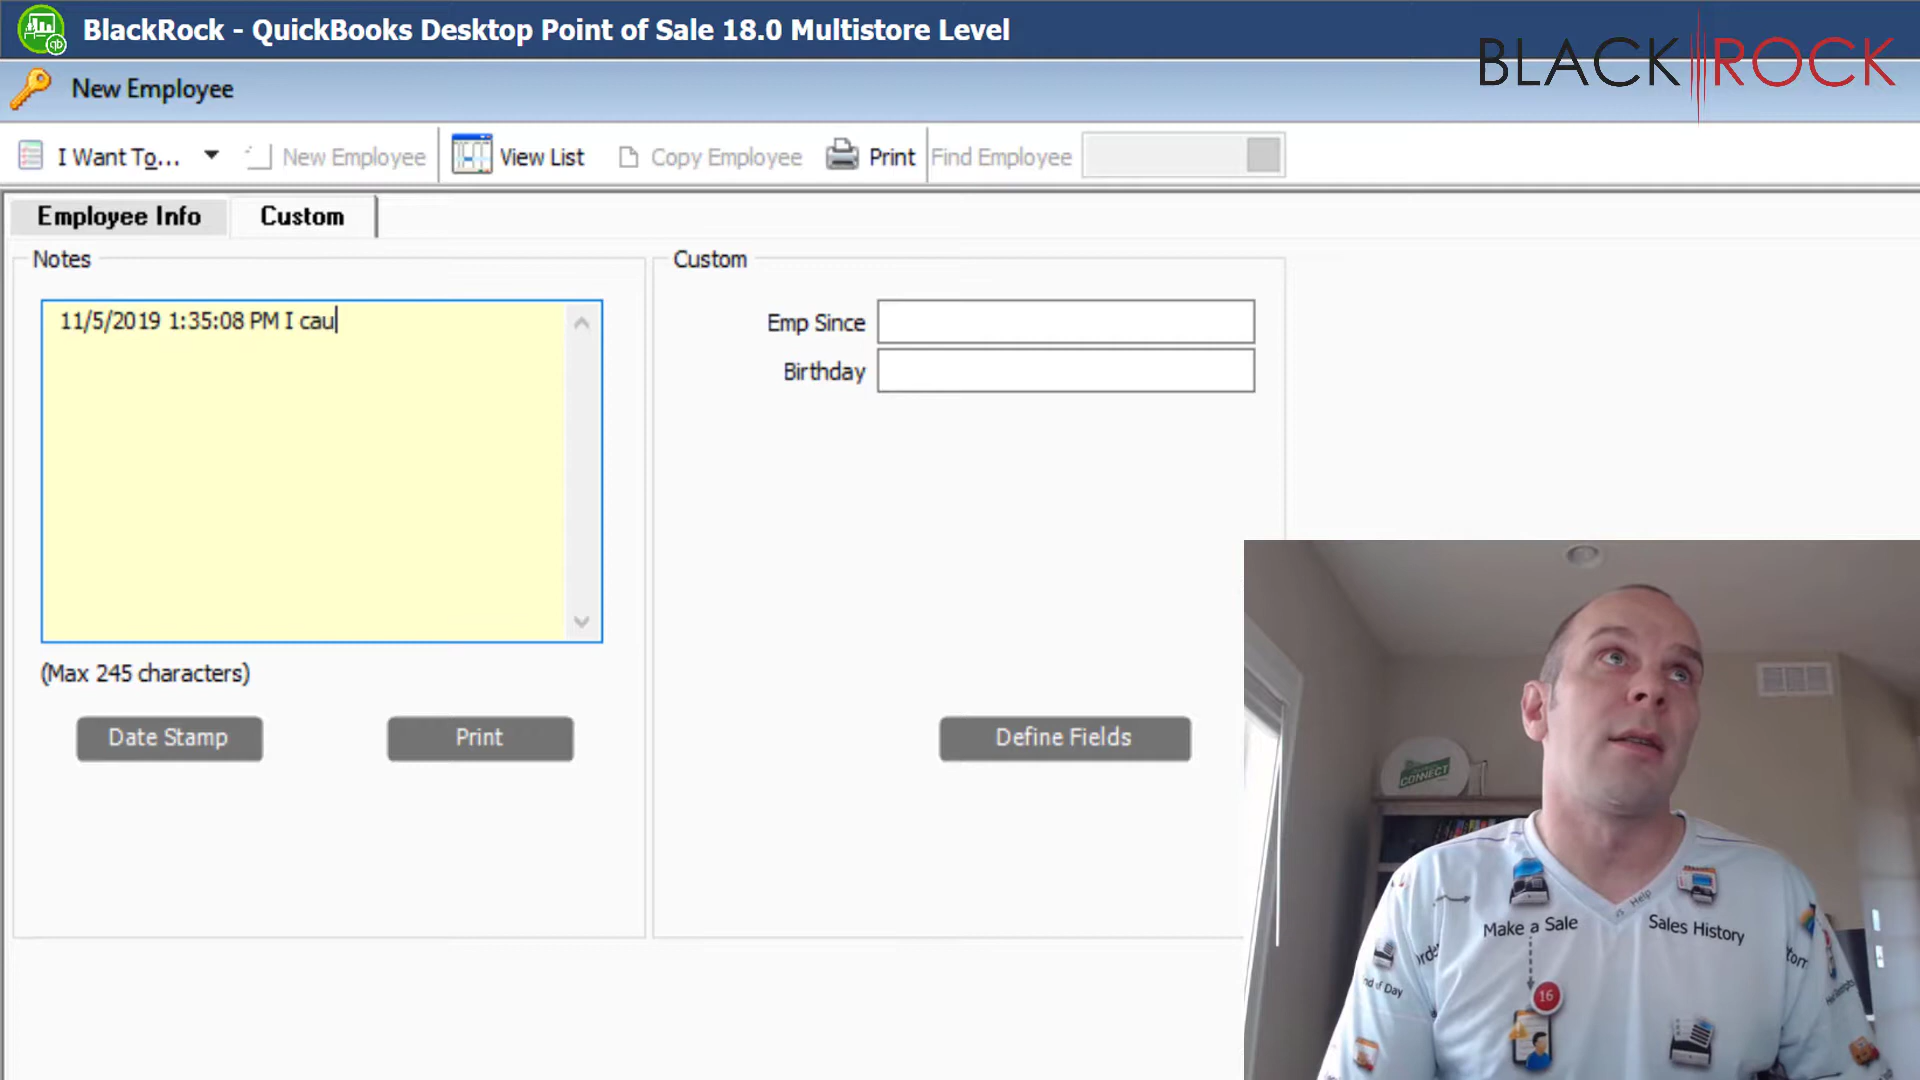 BlackRock - QuickBooks Desktop Point of Sale 18.0 Multistore Level
BLACK ROCK
New Employee
I Want To...
New Employee
View List
Copy Employee
Print
Find Employee
Employee Info
Custom
Notes
11/5/2019 1:35:08 PM I cau
(Max 245 characters)
Date Stamp
Print
Custom
Emp Since
Birthday
Define Fields
CONNECT
Help
Make a Sale
Sales History
16